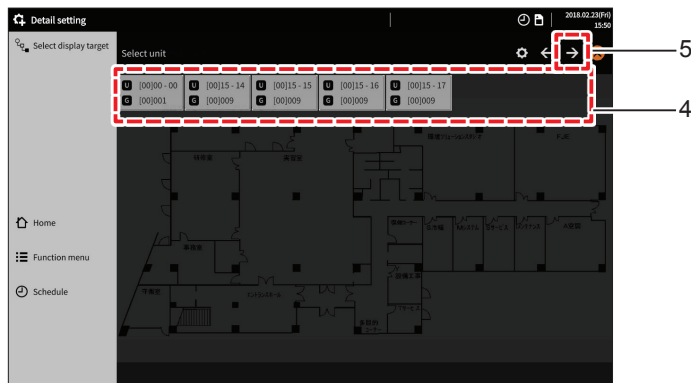 Detail setting
2018.02.23(Fri)
15:50
Select display target
Select unit
5
U [00]00 - 00
G [00]001
U [00]15 - 14
G [00]009
U [00]15 - 15
G [00]009
U [00]15 - 16
G [00]009
U [00]15 - 17
G [00]009
4
Home
Function menu
Schedule